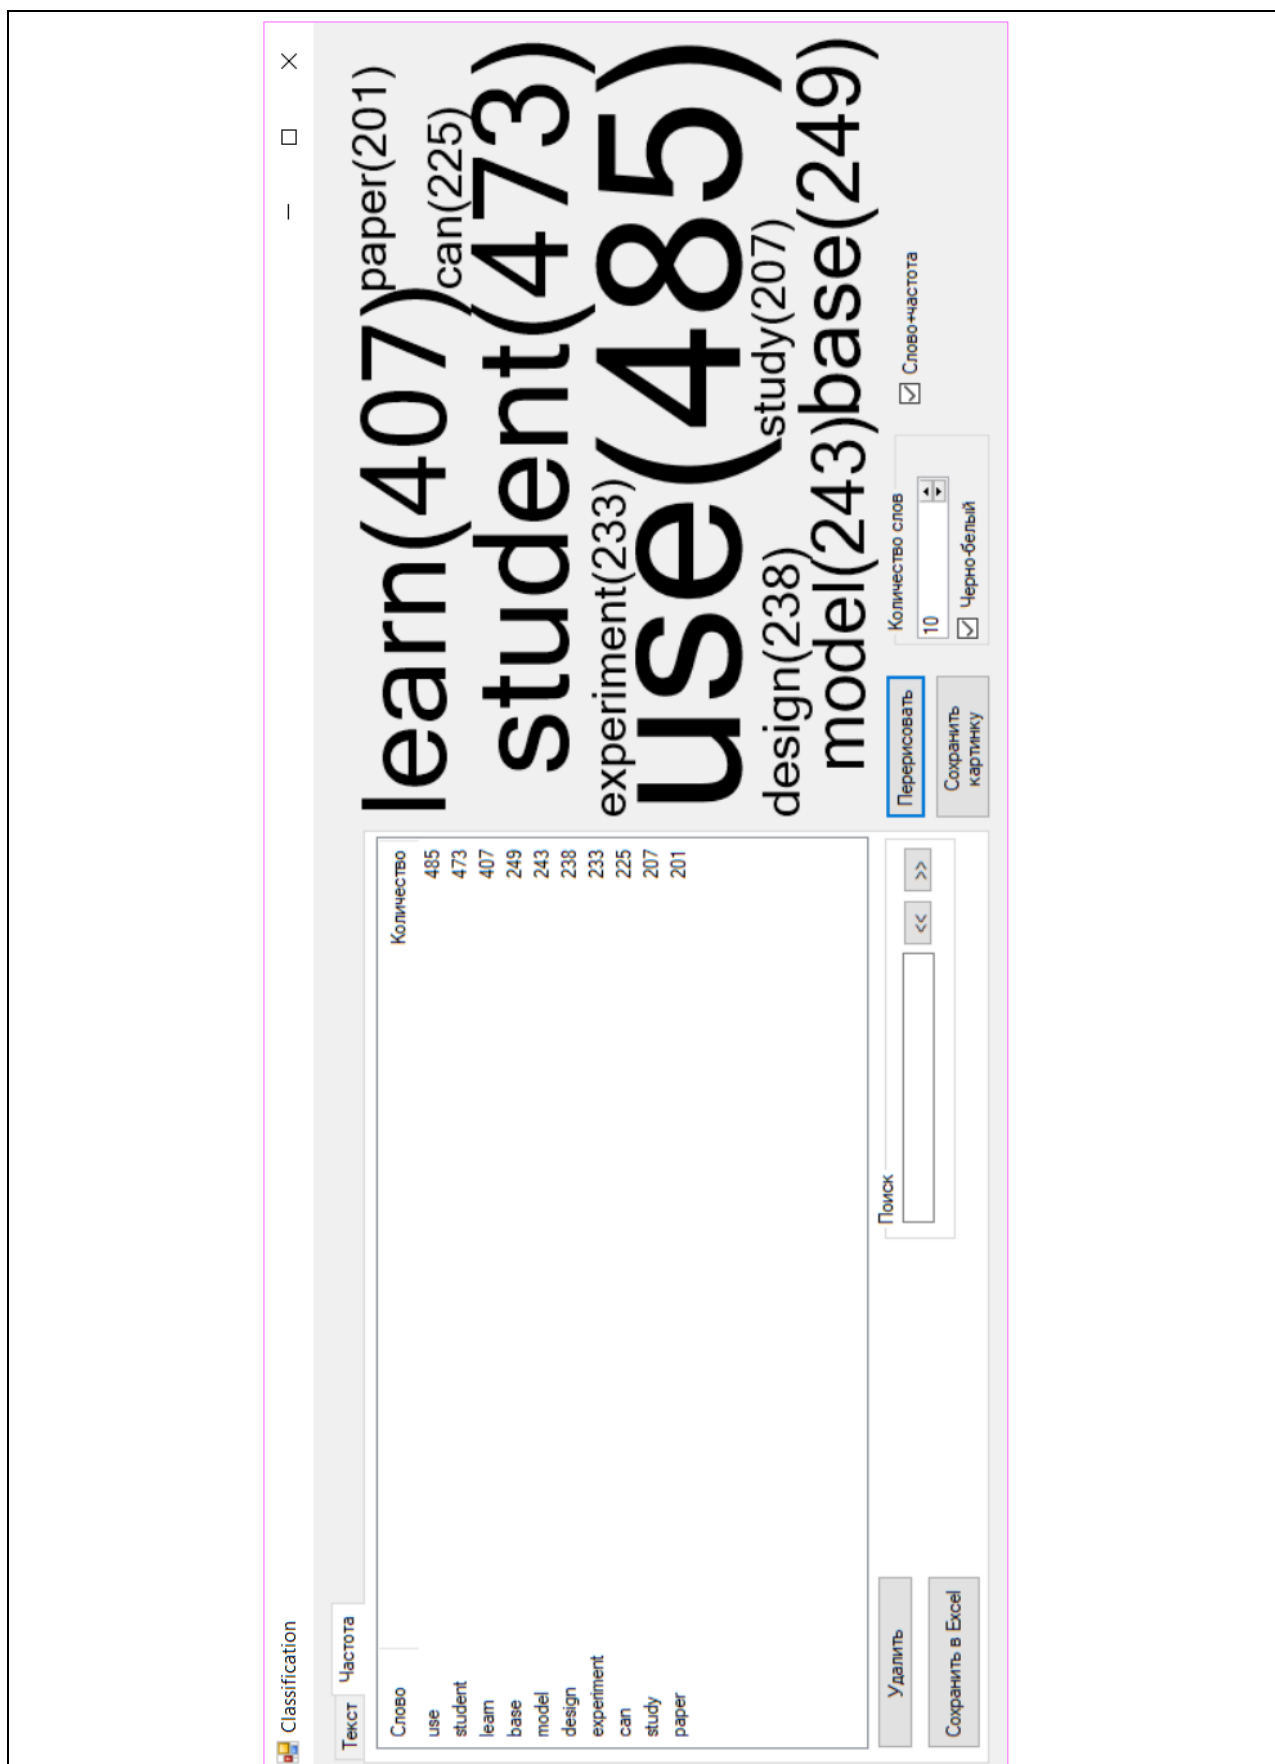 Classification
Текст Частота
Слово Количество
use 485
student 473
learn 407
base 249
model 243
design 238
experiment 233
can 225
study 207
paper 201
Поиск
<< >>
Удалить
Сохранить в Excel
learn(407) paper(201)
can(225)
student(473)
experiment(233)
use(485)
design(238) study(207)
model(243) base(249)
Перерисовать
Сохранить
картинку
Количество слов
10
Черно-белый
Слово+частота